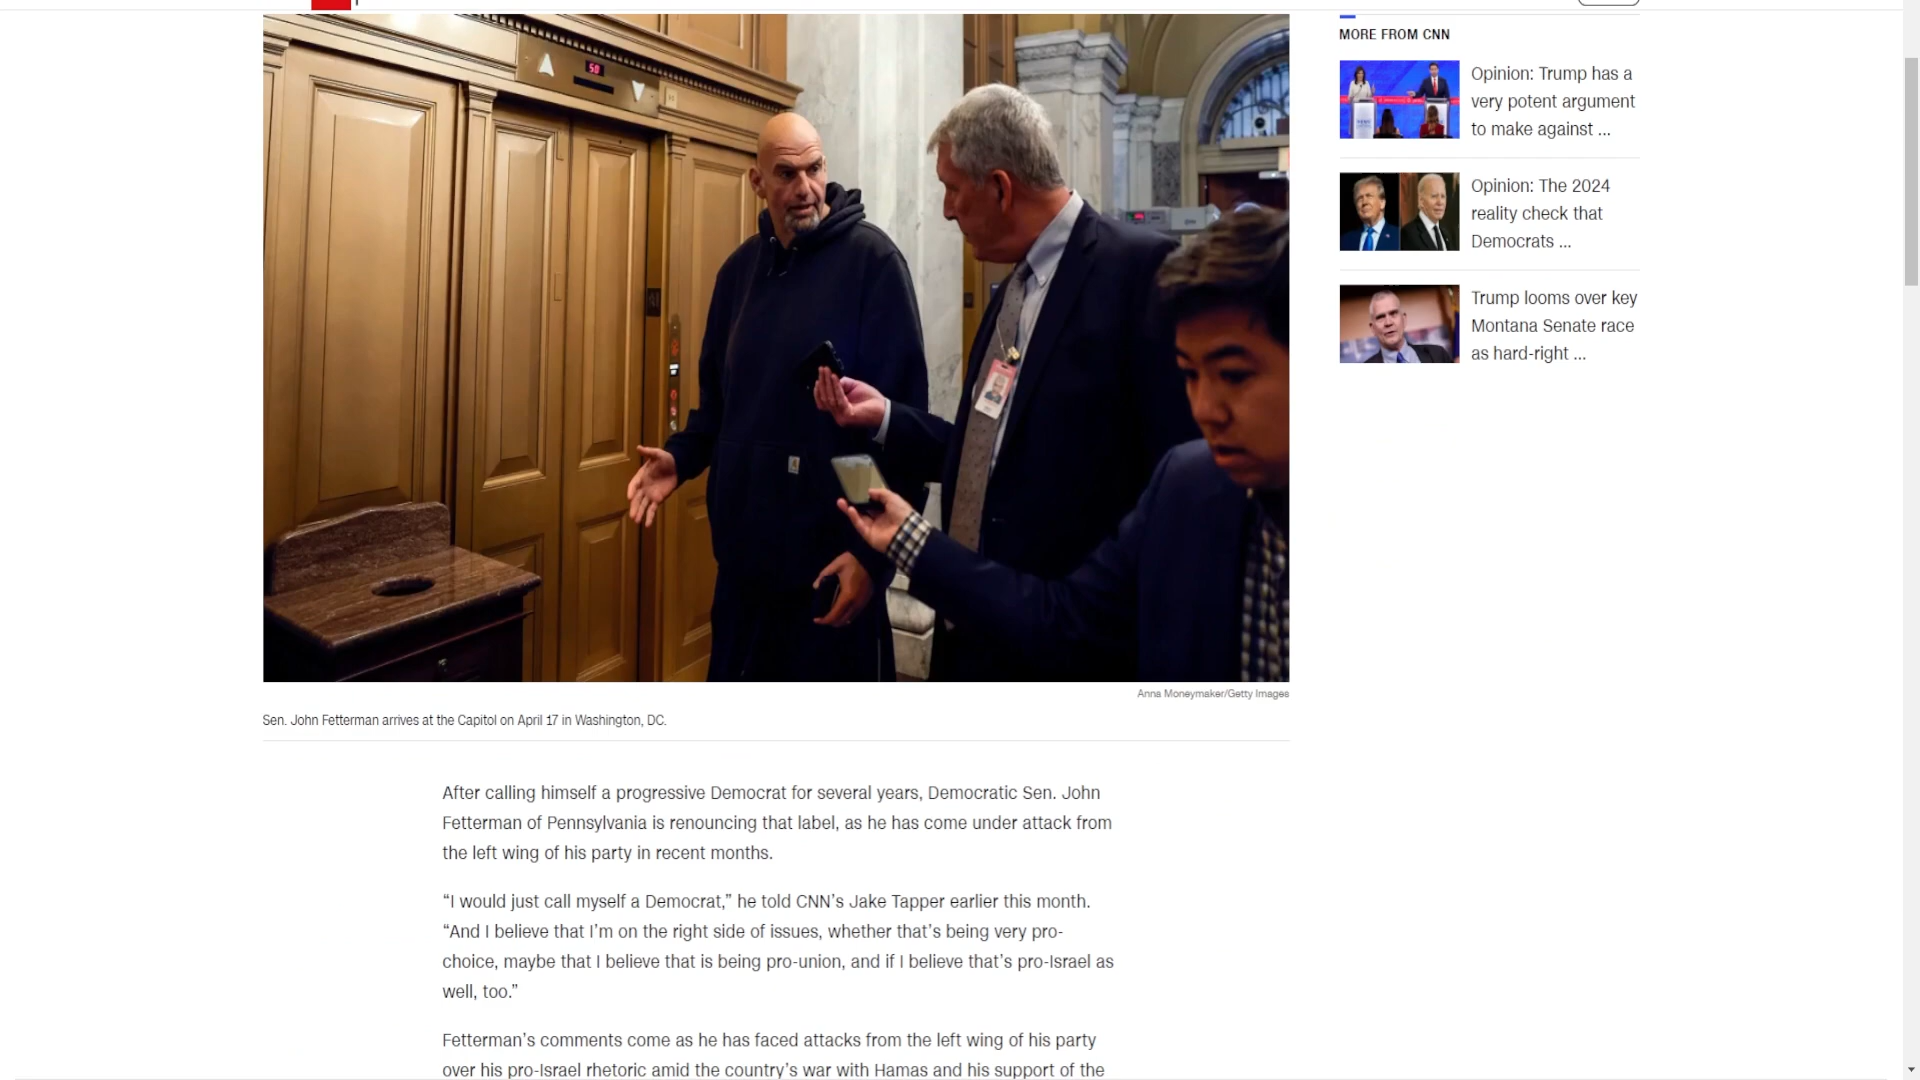 MORE FROM CNN
Opinion: Trump has a
very potent argument
to make against ...
Opinion: The 2024
reality check that
Democrats ...
Trump looms over key
Montana Senate race
as hard-right ...
50
Anna Moneymaker/Getty Images
Sen. John Fetterman arrives at the Capitol on April 17 in Washington, DC.
After calling himself a progressive Democrat for several years, Democratic Sen. John
Fetterman of Pennsylvania is renouncing that label, as he has come under attack from
the left wing of his party in recent months.
“I would just call myself a Democrat,” he told CNN’s Jake Tapper earlier this month.
“And I believe that I’m on the right side of issues, whether that’s being very pro-
choice, maybe that I believe that is being pro-union, and if I believe that’s pro-Israel as
well, too.”
Fetterman’s comments come as he has faced attacks from the left wing of his party
over his pro-Israel rhetoric amid the country’s war with Hamas and his support of the